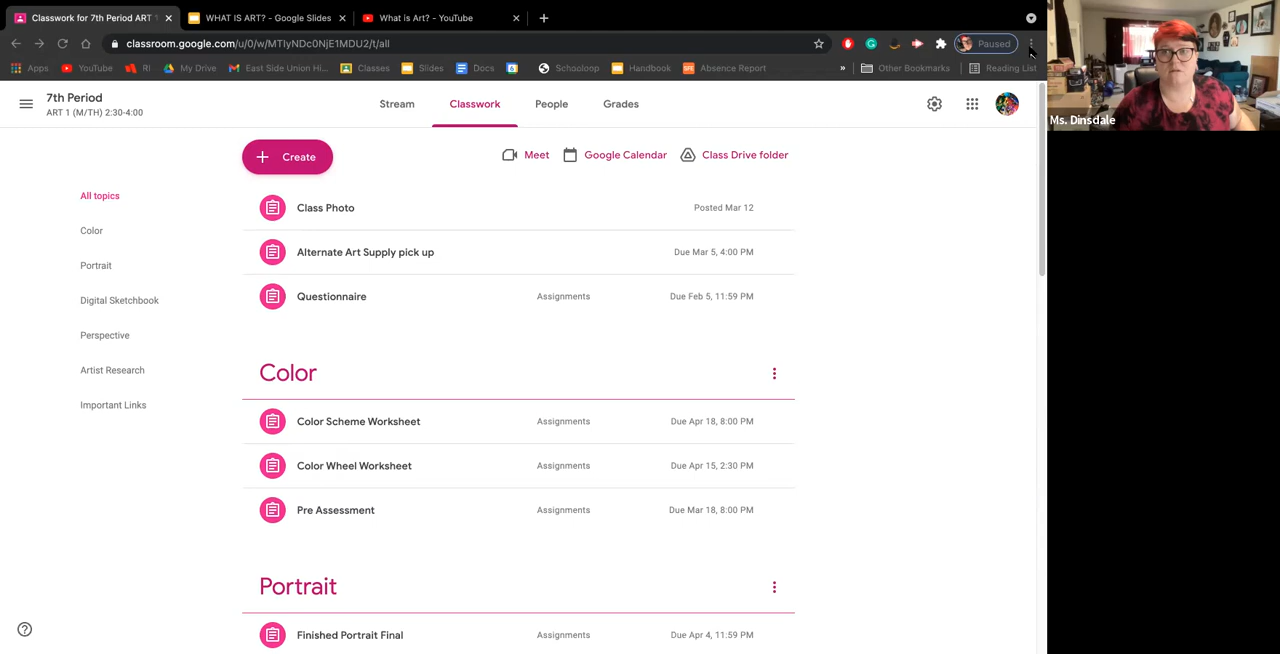 Classwork for 7th Period ART 1
WHAT IS ART? - Google Slides
What is Art? - YouTube
classroom.google.com/u/0/w/MTIyNDc0NjE1MDU2/t/all
Paused
Apps
YouTube
RI
My Drive
East Side Union Hi...
Classes
Slides
Docs
Schooloop
Handbook
Absence Report
»
Other Bookmarks
Reading List
7th Period
ART 1 (M/TH) 2:30-4:00
Stream
Classwork
People
Grades
Ms. Dinsdale
+ Create
Meet
Google Calendar
Class Drive folder
All topics
Color
Portrait
Digital Sketchbook
Perspective
Artist Research
Important Links
Class Photo Posted Mar 12
Alternate Art Supply pick up Due Mar 5, 4:00 PM
Questionnaire Assignments Due Feb 5, 11:59 PM
Color
Color Scheme Worksheet Assignments Due Apr 18, 8:00 PM
Color Wheel Worksheet Assignments Due Apr 15, 2:30 PM
Pre Assessment Assignments Due Mar 18, 8:00 PM
Portrait
Finished Portrait Final Assignments Due Apr 4, 11:59 PM